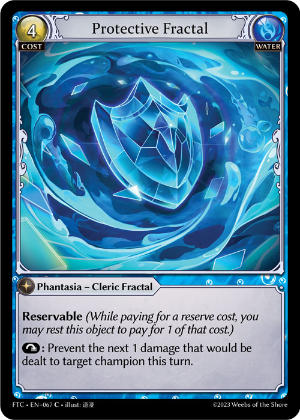 4
Protective Fractal
COST
WATER
Phantasia – Cleric Fractal
Reservable (While paying for a reserve cost, you
may rest this object to pay for 1 of that cost.)
: Prevent the next 1 damage that would be
dealt to target champion this turn.
FTC • EN-067 C • illust:
©2023 Weebs of the Shore